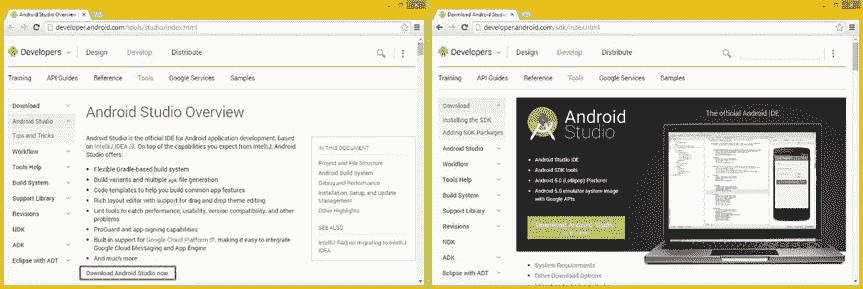 Android Studio Overview
developer.android.com/tools/studio/index.html
Developers Design Develop Distribute
Training API Guides Reference Tools Google Services Samples
Download
Android Studio
Tips and Tricks
Workflow
Tools Help
Build System
Support Library
Revisions
NDK
ADK
Eclipse with ADT
Android Studio Overview
Android Studio is the official IDE for Android application development, based
on IntelliJ IDEA. On top of the capabilities you expect from IntelliJ, Android
Studio offers:
Flexible Gradle-based build system
Build variants and multiple apk file generation
Code templates to help you build common app features
Rich layout editor with support for drag and drop theme editing
Lint tools to catch performance, usability, version compatibility, and other
problems
ProGuard and app-signing capabilities
Built-in support for Google Cloud Platform, making it easy to integrate
Google Cloud Messaging and App Engine
And much more
Download Android Studio now
IN THIS DOCUMENT
Project and File Structure
Android Build System
Debug and Performance
Installation, Setup, and Update
Management
Other Highlights
SEE ALSO
IntelliJ FAQ on migrating to IntelliJ
IDEA
Download Android Studio
developer.android.com/sdk/index.html
Developers Design Develop Distribute
Training API Guides Reference Tools Google Services Samples
Download
Installing the SDK
Adding SDK Packages
Android Studio
Workflow
Tools Help
Build System
Support Library
Revisions
NDK
ADK
Eclipse with ADT
Android
Studio
The official Android IDE
Android Studio IDE
Android SDK tools
Android 5.0 (Lollipop) Platform
Android 5.0 emulator system image
with Google APIs
Download Android Studio
System Requirements
Other Download Options